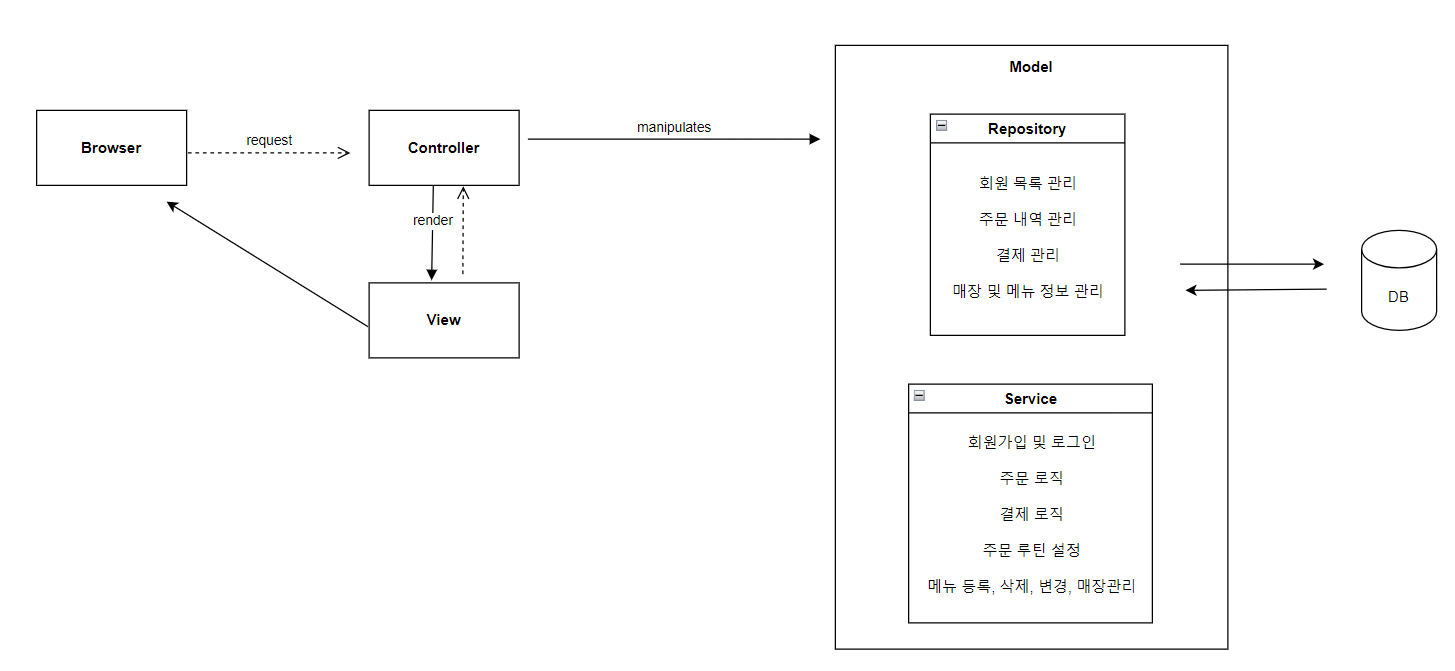 Model
Browser
request
Controller
manipulates
Repository
회원 목록 관리
주문 내역 관리
결제 관리
매장 및 메뉴 정보 관리
render
View
DB
Service
회원가입 및 로그인
주문 로직
결제 로직
주문 루틴 설정
메뉴 등록, 삭제, 변경, 매장관리